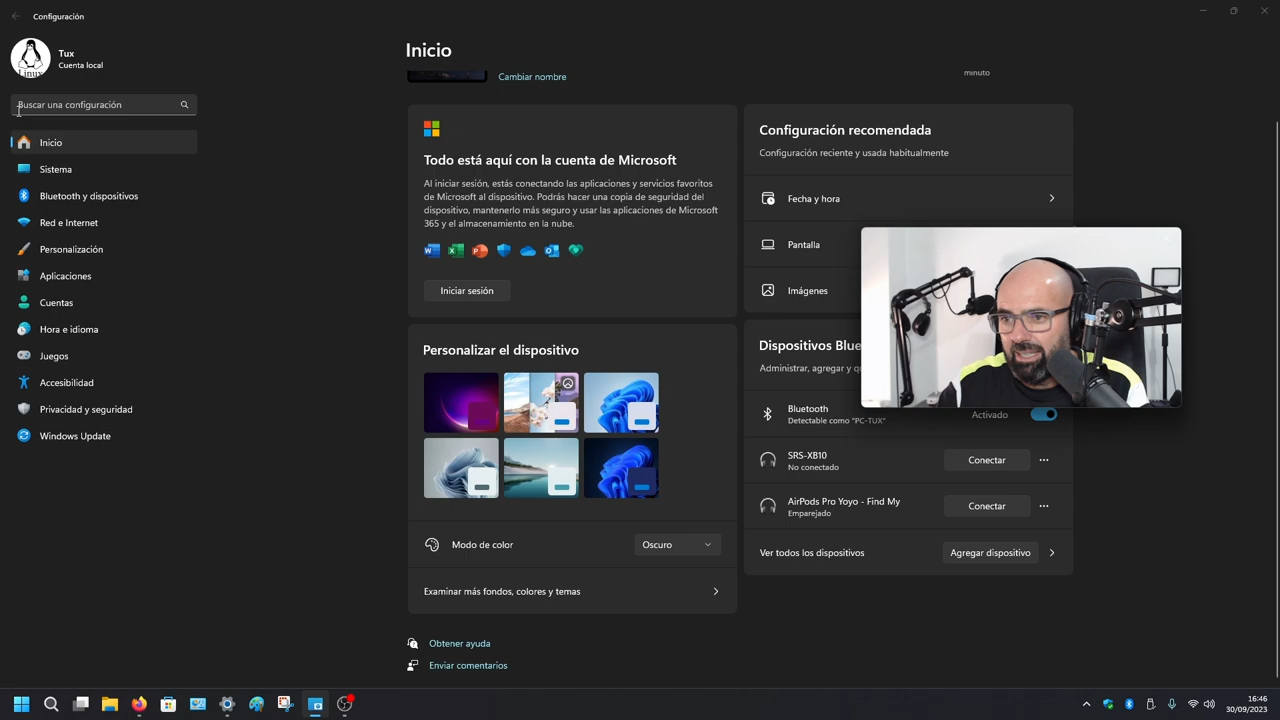 Configuración
Tux
Cuenta local
Linux
Buscar una configuración
Inicio
Sistema
Bluetooth y dispositivos
Red e Internet
Personalización
Aplicaciones
Cuentas
Hora e idioma
Juegos
Accesibilidad
Privacidad y seguridad
Windows Update
Inicio
Cambiar nombre
minuto
Todo está aquí con la cuenta de Microsoft
Al iniciar sesión, estás conectando las aplicaciones y servicios favoritos
de Microsoft al dispositivo. Podrás hacer una copia de seguridad del
dispositivo, mantenerlo más seguro y usar las aplicaciones de Microsoft
365 y el almacenamiento en la nube.
Iniciar sesión
Personalizar el dispositivo
Modo de color
Oscuro
Examinar más fondos, colores y temas
Obtener ayuda
Enviar comentarios
Configuración recomendada
Configuración reciente y usada habitualmente
Fecha y hora
Pantalla
Imágenes
Dispositivos Blue
Administrar, agregar y q
Bluetooth
Detectable como "PC-TUX"
Activado
SRS-XB10
No conectado
Conectar
AirPods Pro Yoyo - Find My
Emparejado
Conectar
Ver todos los dispositivos
Agregar dispositivo
16:46
30/09/2023